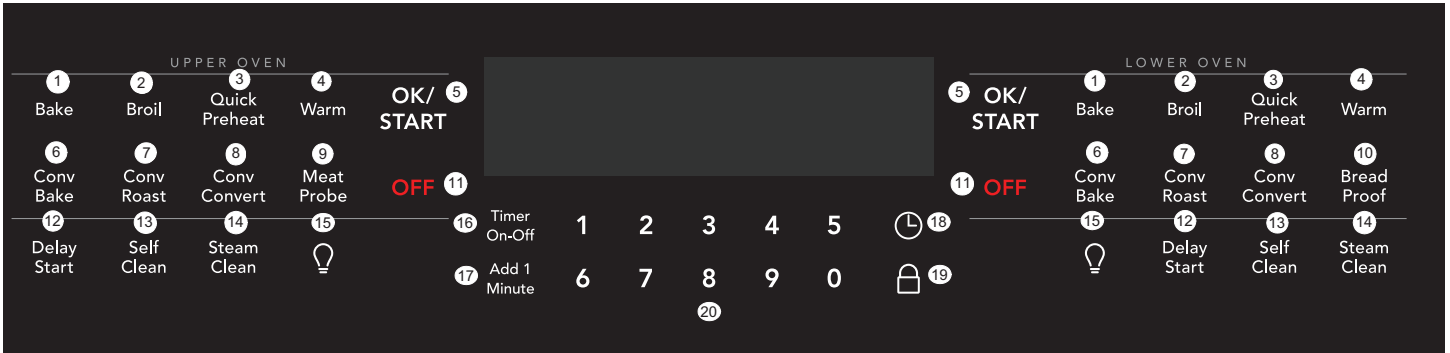 UPPER OVEN
1 2 3 4
Bake Broil Quick Preheat Warm
OK/ 5
START
6 7 8 9
Conv Conv Conv Meat
Bake Roast Convert Probe
OFF 11
12 13 14 15
Delay Self Steam
Start Clean Clean
16 Timer 1 2 3 4 5 18
On-Off
17 Add 1 6 7 8 9 0 19
Minute
20
LOWER OVEN
5 OK/
START
1 2 3 4
Bake Broil Quick Preheat Warm
11 OFF
6 7 8 10
Conv Conv Conv Bread
Bake Roast Convert Proof
15 12 13 14
Delay Self Steam
Start Clean Clean